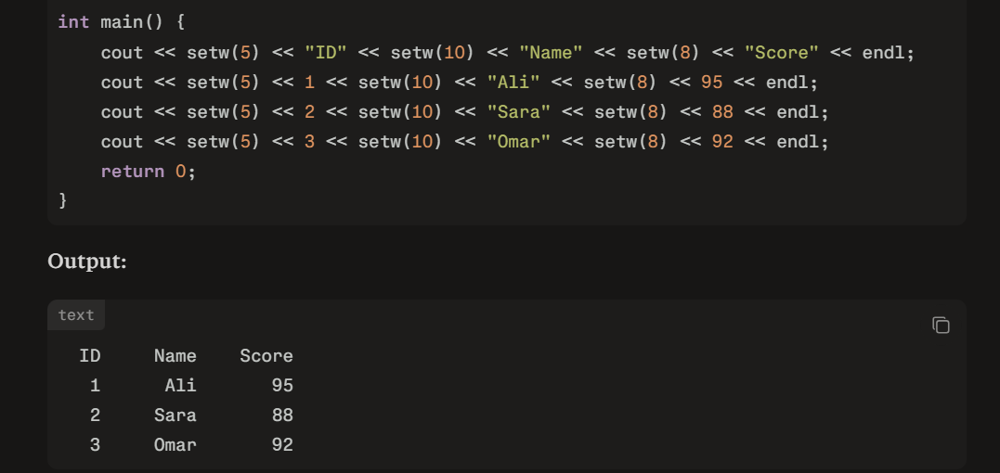 int main() {
    cout << setw(5) << "ID" << setw(10) << "Name" << setw(8) << "Score" << endl;
    cout << setw(5) << 1 << setw(10) << "Ali" << setw(8) << 95 << endl;
    cout << setw(5) << 2 << setw(10) << "Sara" << setw(8) << 88 << endl;
    cout << setw(5) << 3 << setw(10) << "Omar" << setw(8) << 92 << endl;
    return 0;
}
Output:
text
   ID      Name   Score
    1       Ali      95
    2      Sara      88
    3      Omar      92